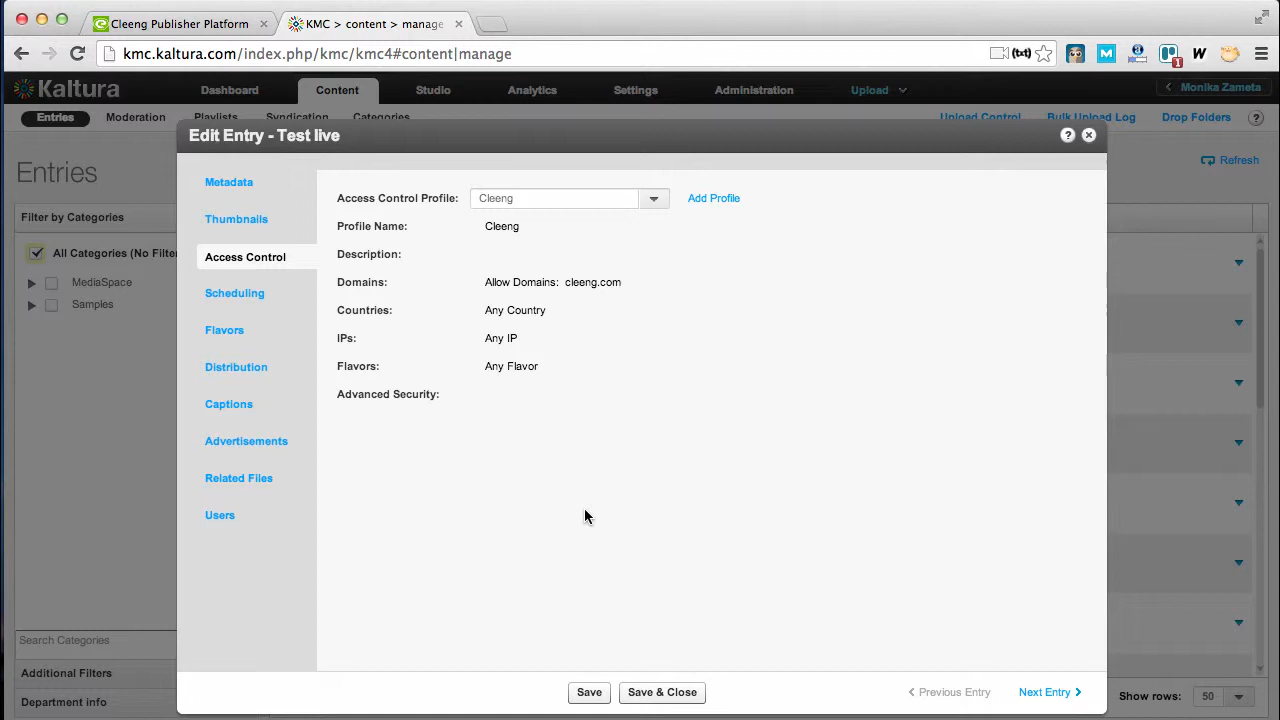 Cleeng Publisher Platform
KMC > content > manage
kmc.kaltura.com/index.php/kmc/kmc4#content|manage
(txt)
M
1
W
Kaltura
Dashboard
Content
Studio
Analytics
Settings
Administration
Upload
Monika Zameta
Entries
Moderation
Playlists
Syndication
Categories
Upload Control
Bulk Upload Log
Drop Folders
?
Edit Entry - Test live
?
Entries
Refresh
Filter by Categories
All Categories (No Filter
MediaSpace
Samples
Search Categories
Additional Filters
Department info
Metadata
Thumbnails
Access Control
Scheduling
Flavors
Distribution
Captions
Advertisements
Related Files
Users
Access Control Profile: Cleeng Add Profile
Profile Name: Cleeng
Description:
Domains: Allow Domains: cleeng.com
Countries: Any Country
IPs: Any IP
Flavors: Any Flavor
Advanced Security:
Save
Save & Close
Previous Entry
Next Entry
Show rows: 50